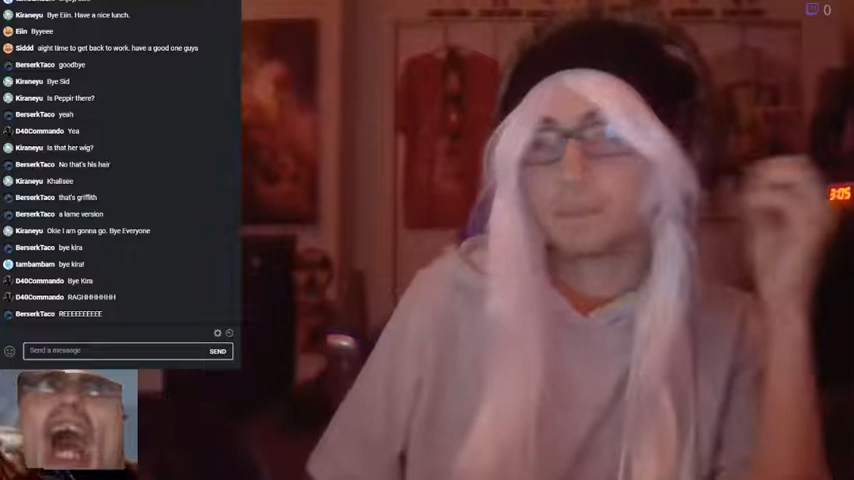 Kiraneyu Bye Eiin. Have a nice lunch.
Eiin Byyeee
Siddd aight time to get back to work. have a good one guys
BerserkTaco goodbye
Kiraneyu Bye Sid
Kiraneyu Is Peppir there?
BerserkTaco yeah
D40Commando Yea
Kiraneyu Is that her wig?
BerserkTaco No that's his hair
Kiraneyu Khalisee
BerserkTaco that's griffith
BerserkTaco a lame version
Kiraneyu Okie I am gonna go. Bye Everyone
BerserkTaco bye kira
tambambam bye kira!
D40Commando Bye Kira
D40Commando RAGHHHHHHH
BerserkTaco REEEEEEEEEE
Send a message
SEND
0
3:05